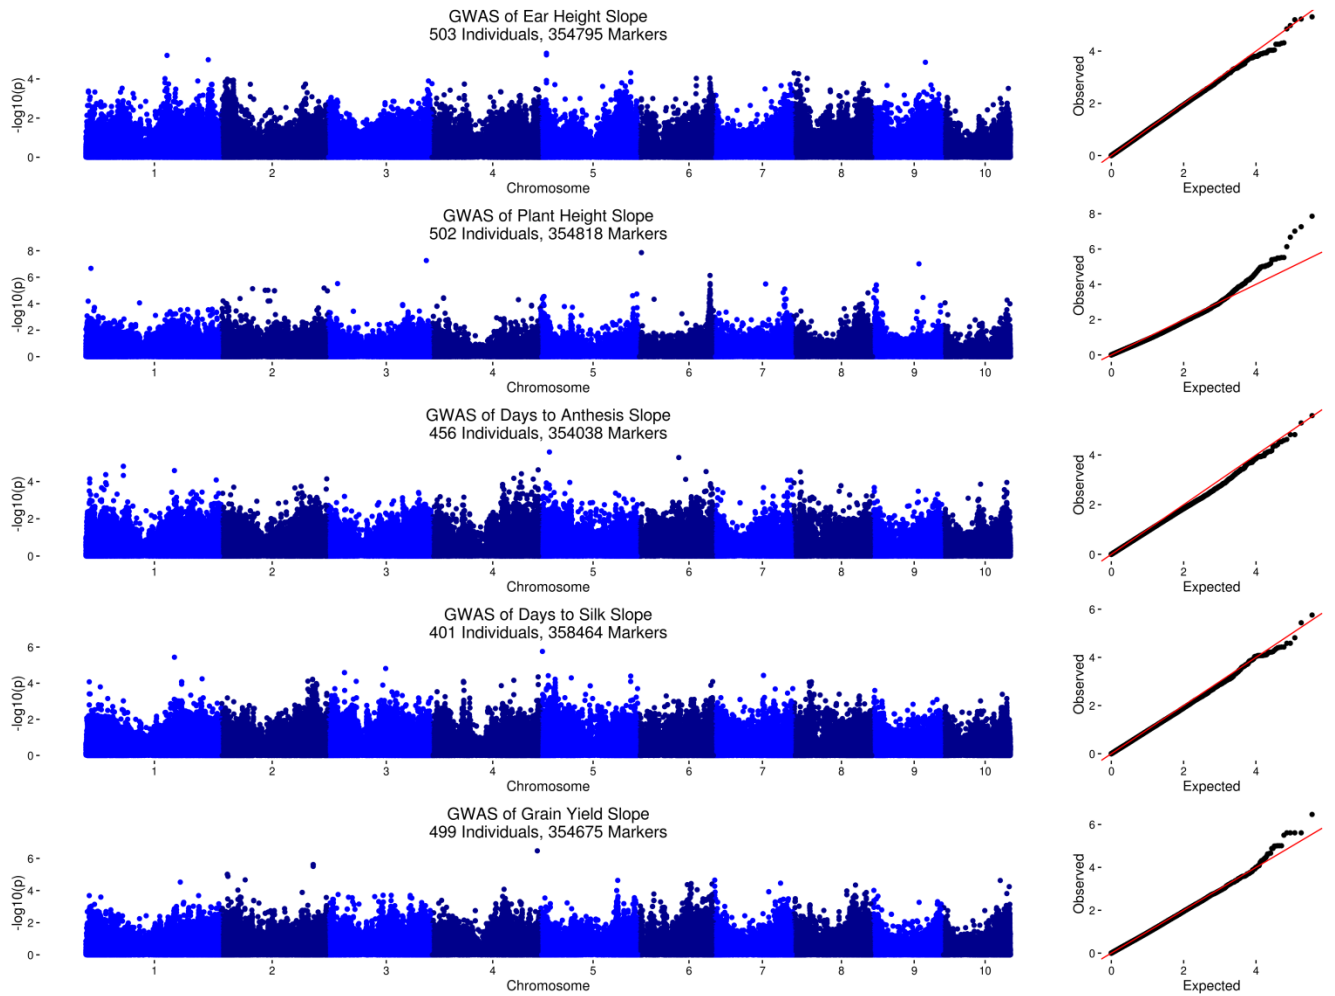 GWAS of Ear Height Slope
503 Individuals, 354795 Markers
-log10(p)
4 -
2 -
0 -
1 2 3 4 5 6 7 8 9 10
Chromosome
Observed
4 -
2 -
0 -
0 2 4
Expected
GWAS of Plant Height Slope
502 Individuals, 354818 Markers
-log10(p)
8 -
6 -
4 -
2 -
0 -
1 2 3 4 5 6 7 8 9 10
Chromosome
Observed
8 -
6 -
4 -
2 -
0 -
0 2 4
Expected
GWAS of Days to Anthesis Slope
456 Individuals, 354038 Markers
-log10(p)
4 -
2 -
0 -
1 2 3 4 5 6 7 8 9 10
Chromosome
Observed
4 -
2 -
0 -
0 2 4
Expected
GWAS of Days to Silk Slope
401 Individuals, 358464 Markers
-log10(p)
6 -
4 -
2 -
0 -
1 2 3 4 5 6 7 8 9 10
Chromosome
Observed
6 -
4 -
2 -
0 -
0 2 4
Expected
GWAS of Grain Yield Slope
499 Individuals, 354675 Markers
-log10(p)
6 -
4 -
2 -
0 -
1 2 3 4 5 6 7 8 9 10
Chromosome
Observed
6 -
4 -
2 -
0 -
0 2 4
Expected